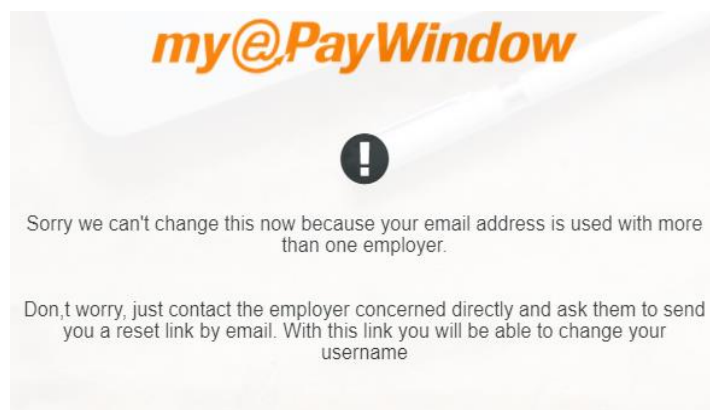 my@PayWindow
!
Sorry we can't change this now because your email address is used with more
than one employer.
Don,t worry, just contact the employer concerned directly and ask them to send
you a reset link by email. With this link you will be able to change your
username